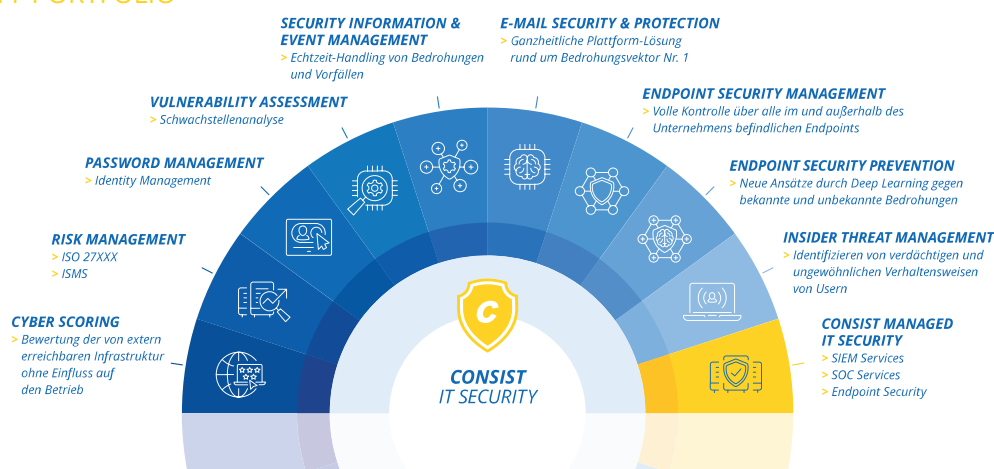 SECURITY INFORMATION &
EVENT MANAGEMENT
> Echtzeit-Handling von Bedrohungen
und Vorfällen
E-MAIL SECURITY & PROTECTION
> Ganzheitliche Plattform-Lösung
rund um Bedrohungsvektor Nr. 1
VULNERABILITY ASSESSMENT
> Schwachstellenanalyse
ENDPOINT SECURITY MANAGEMENT
> Volle Kontrolle über alle im und außerhalb des
Unternehmens befindlichen Endpoints
PASSWORD MANAGEMENT
> Identity Management
ENDPOINT SECURITY PREVENTION
> Neue Ansätze durch Deep Learning gegen
bekannte und unbekannte Bedrohungen
RISK MANAGEMENT
> ISO 27XXX
> ISMS
INSIDER THREAT MANAGEMENT
> Identifizieren von verdächtigen und
ungewöhnlichen Verhaltensweisen
von Usern
CYBER SCORING
> Bewertung der von extern
erreichbaren Infrastruktur
ohne Einfluss auf
den Betrieb
CONSIST MANAGED
IT SECURITY
> SIEM Services
> SOC Services
> Endpoint Security
C
CONSIST
IT SECURITY